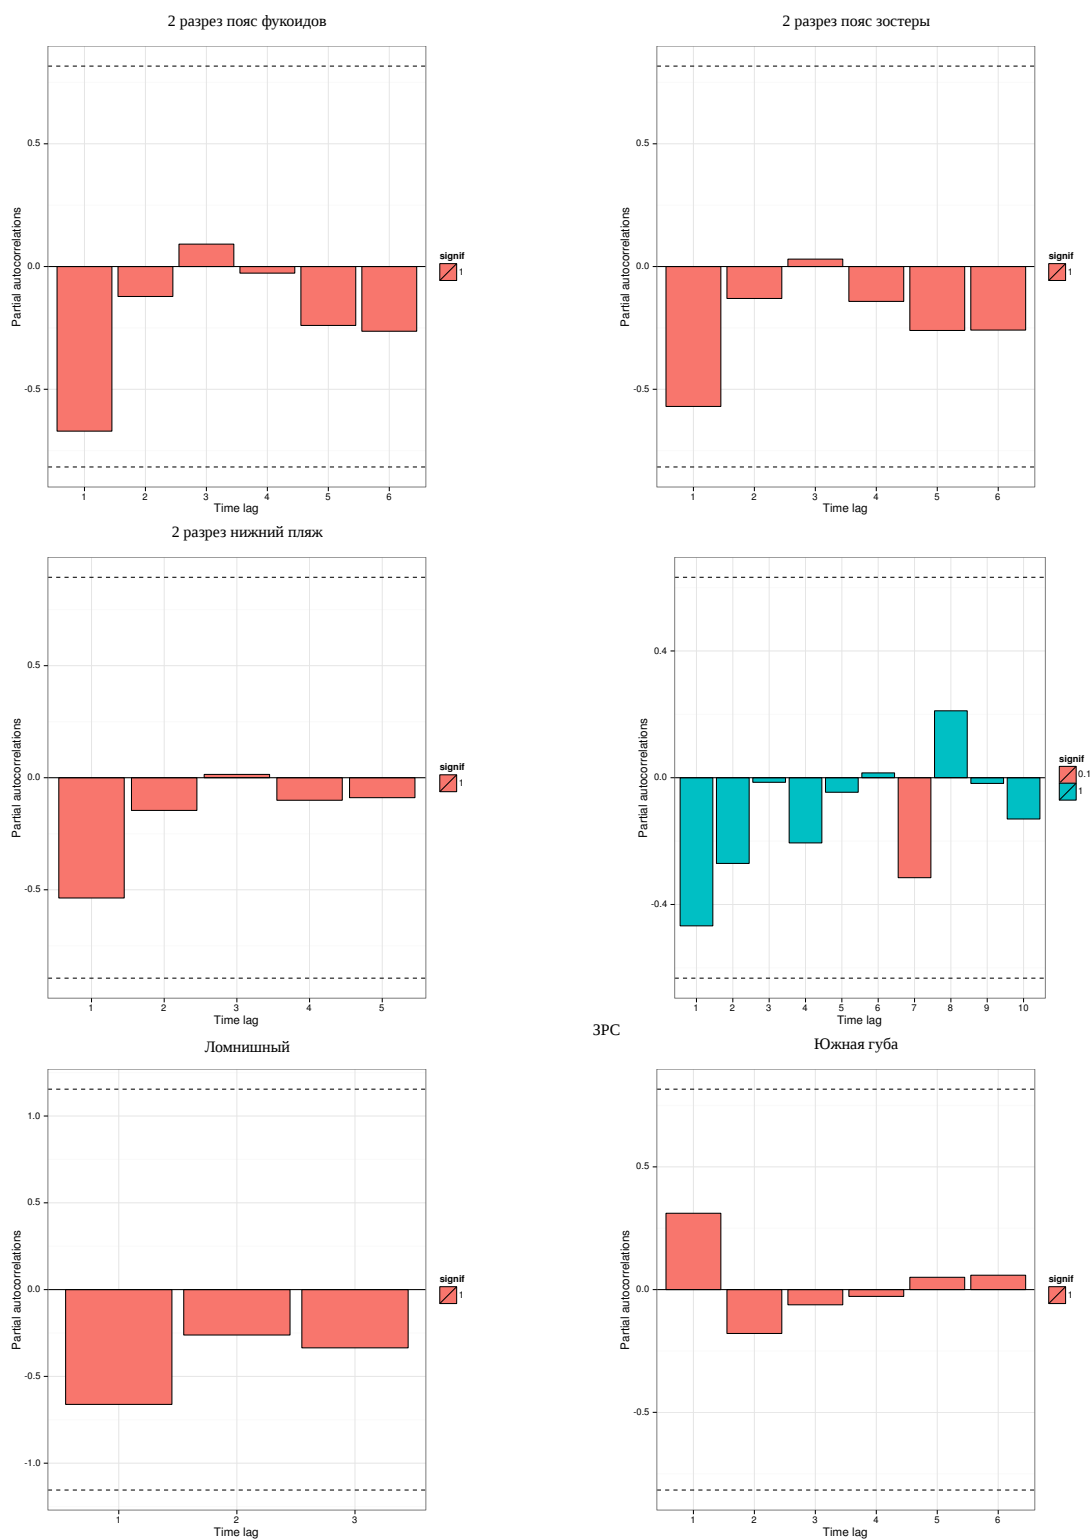 2 разрез пояс фукоидов
Partial autocorrelations
0.5
0.0
-0.5
1 2 3 4 5 6
Time lag
signif
1
2 разрез пояс зостеры
Partial autocorrelations
0.5
0.0
-0.5
1 2 3 4 5 6
Time lag
signif
1
2 разрез нижний пляж
Partial autocorrelations
0.5
0.0
-0.5
1 2 3 4 5
Time lag
signif
1
Partial autocorrelations
0.4
0.0
-0.4
1 2 3 4 5 6 7 8 9 10
Time lag
signif
0.1
1
ЗРС
Ломнишный
Partial autocorrelations
1.0
0.5
0.0
-0.5
-1.0
1 2 3
Time lag
signif
1
Южная губа
Partial autocorrelations
0.5
0.0
-0.5
1 2 3 4 5 6
Time lag
signif
1